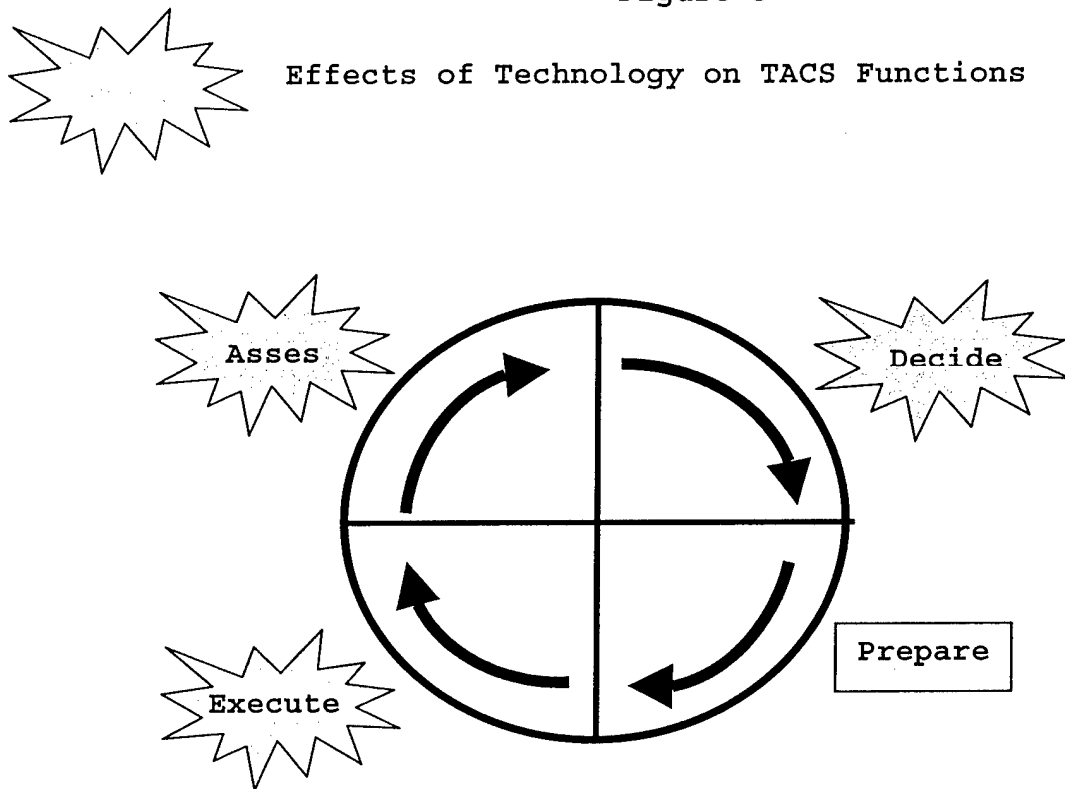 Effects of Technology on TACS Functions
Asses
Decide
Prepare
Execute